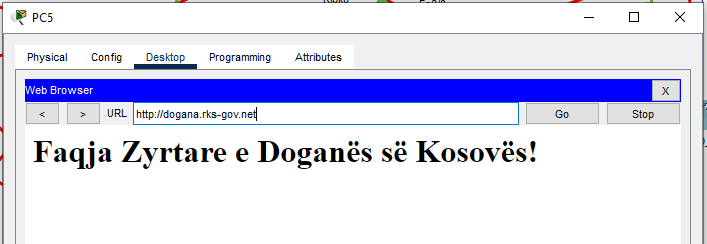 PC5
Physical Config Desktop Programming Attributes
Web Browser X
< > URL http://dogana.rks-gov.net Go Stop
Faqja Zyrtare e Doganës së Kosovës!